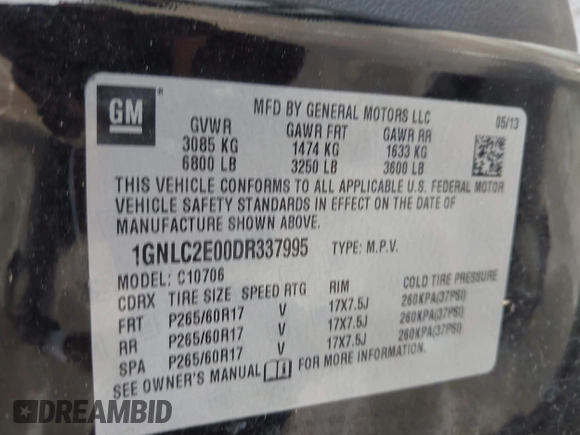 GM ®
MFD BY GENERAL MOTORS LLC 05/13
GVWR GAWR FRT GAWR RR
3085 KG 1474 KG 1633 KG
6800 LB 3250 LB 3600 LB
THIS VEHICLE CONFORMS TO ALL APPLICABLE U.S. FEDERAL MOTOR
VEHICLE SAFETY STANDARDS IN EFFECT ON THE DATE OF
MANUFACTURE SHOWN ABOVE.
1GNLC2E00DR337995 TYPE: M.P.V.
MODEL: C10706
CDRX TIRE SIZE SPEED RTG RIM COLD TIRE PRESSURE
FRT P265/60R17 V 17X7.5J 260KPA(37PSI)
RR P265/60R17 V 17X7.5J 260KPA(37PSI)
SPA P265/60R17 V 17X7.5J 260KPA(37PSI)
SEE OWNER'S MANUAL FOR MORE INFORMATION.
DREAMBID